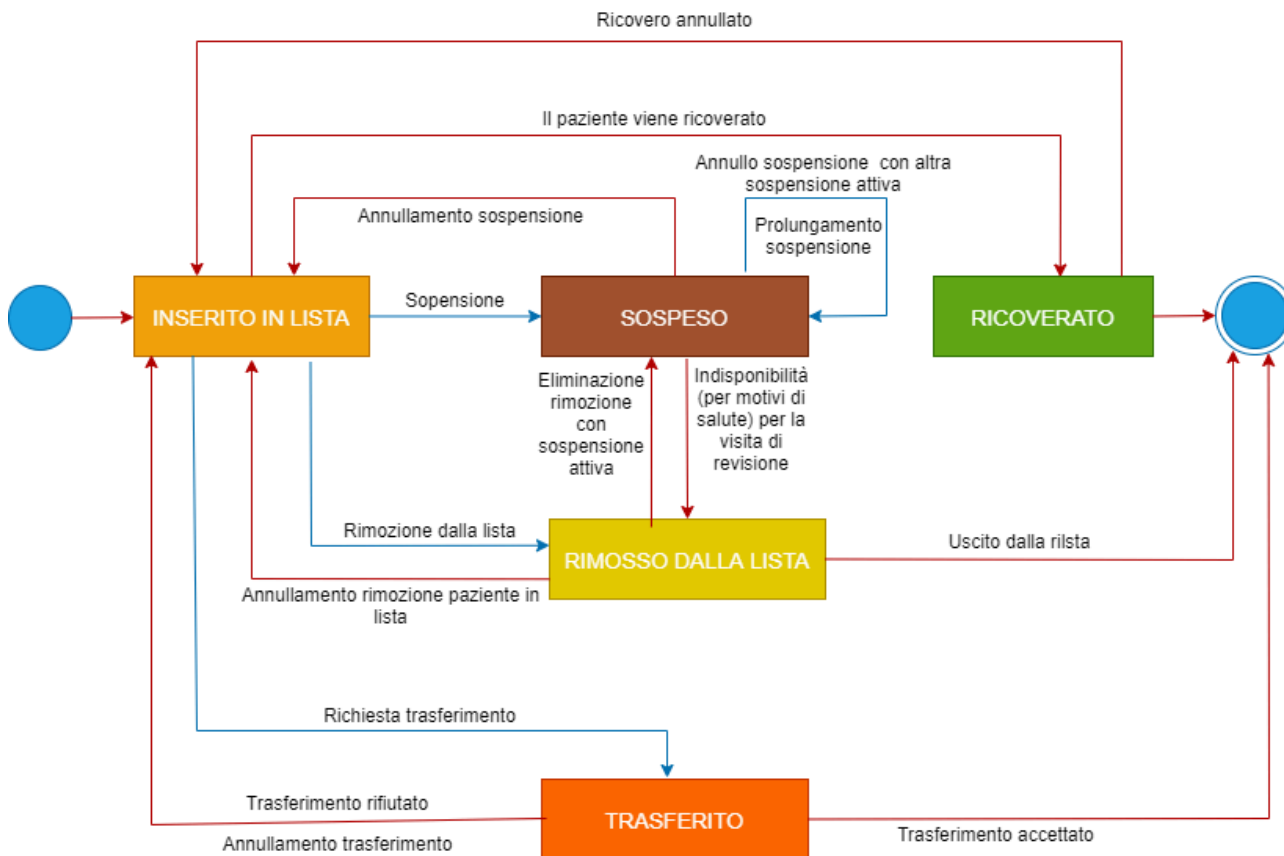 Ricovero annullato
Il paziente viene ricoverato
Annullo sospensione con altra
sospensione attiva
Annullamento sospensione
Prolungamento
sospensione
Sopensione
INSERITO IN LISTA
SOSPESO
RICOVERATO
Eliminazione
rimozione
con
sospensione
attiva
Indisponibilità
(per motivi di
salute) per la
visita di
revisione
Rimozione dalla lista
RIMOSSO DALLA LISTA
Uscito dalla rilsta
Annullamento rimozione paziente in
lista
Richiesta trasferimento
Trasferimento rifiutato
TRASFERITO
Annullamento trasferimento
Trasferimento accettato